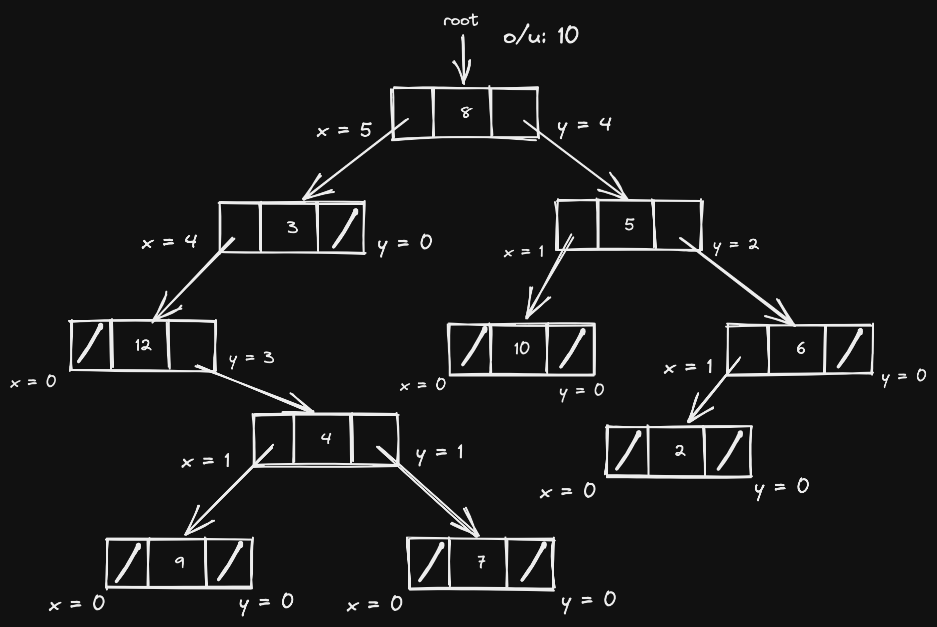 root
o/u: 10
8
x = 5
y = 4
3
5
x = 4
y = 0
x = 1
y = 2
12
10
6
x = 0
y = 3
x = 0
y = 0
x = 1
y = 0
4
2
x = 1
y = 1
x = 0
y = 0
9
7
x = 0
y = 0
x = 0
y = 0